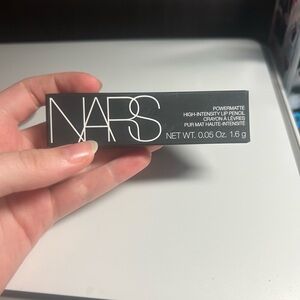 NARS
POWERMATTE
HIGH-INTENSITY LIP PENCIL
CRAYON À LÈVRES
PUR MAT HAUTE-INTENSITÉ
NET WT. 0.05 Oz. 1.6 g